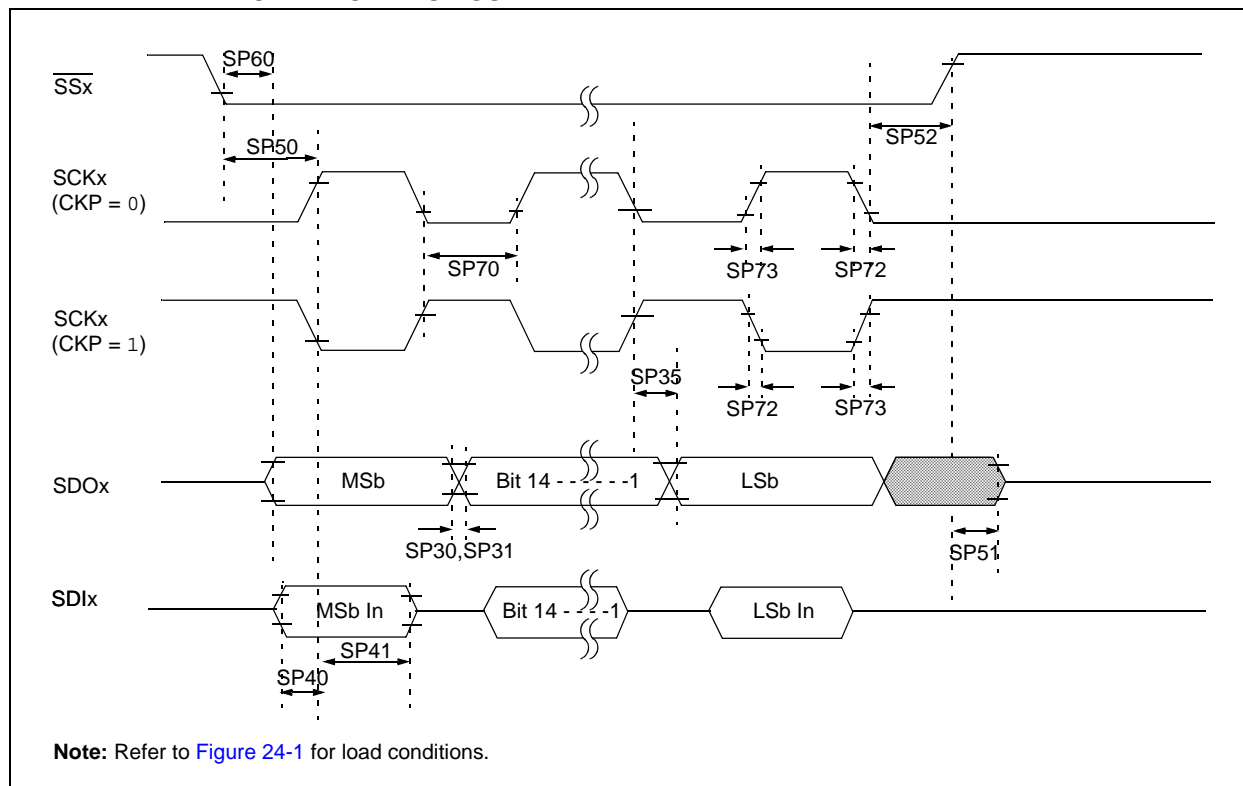 SP60
SSx
SP50
SP52
SCKx
(CKP = 0)
SP70
SP73
SP72
SCKx
(CKP = 1)
SP35
SP72
SP73
SDOx
MSb
Bit 14 - - - - - -1
LSb
SP30,SP31
SP51
SDIx
MSb In
Bit 14 - - - -1
LSb In
SP41
SP40
Note: Refer to Figure 24-1 for load conditions.